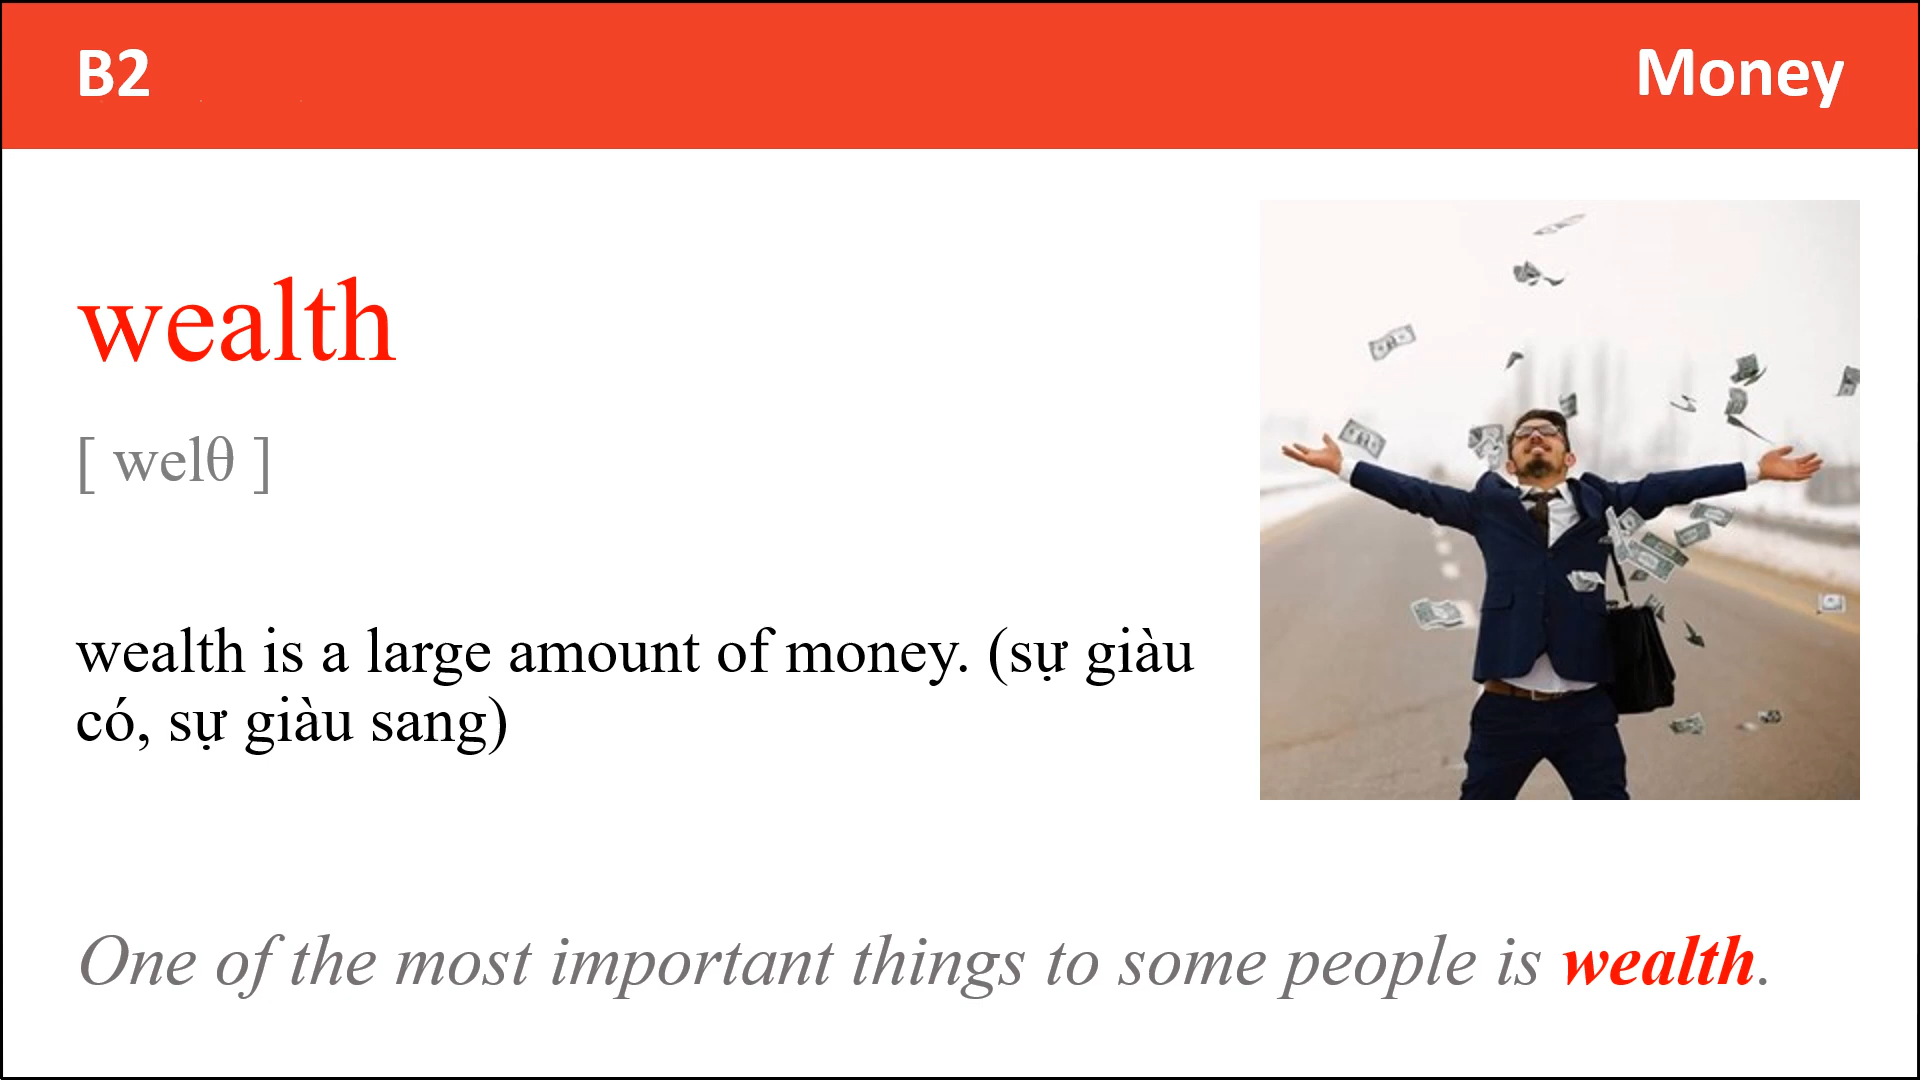 B2
Money
wealth
[ welθ ]
wealth is a large amount of money. (sự giàu
có, sự giàu sang)
One of the most important things to some people is wealth.